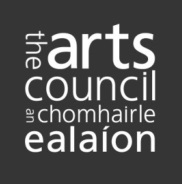 the arts
council
an chomhairle
ealaíon